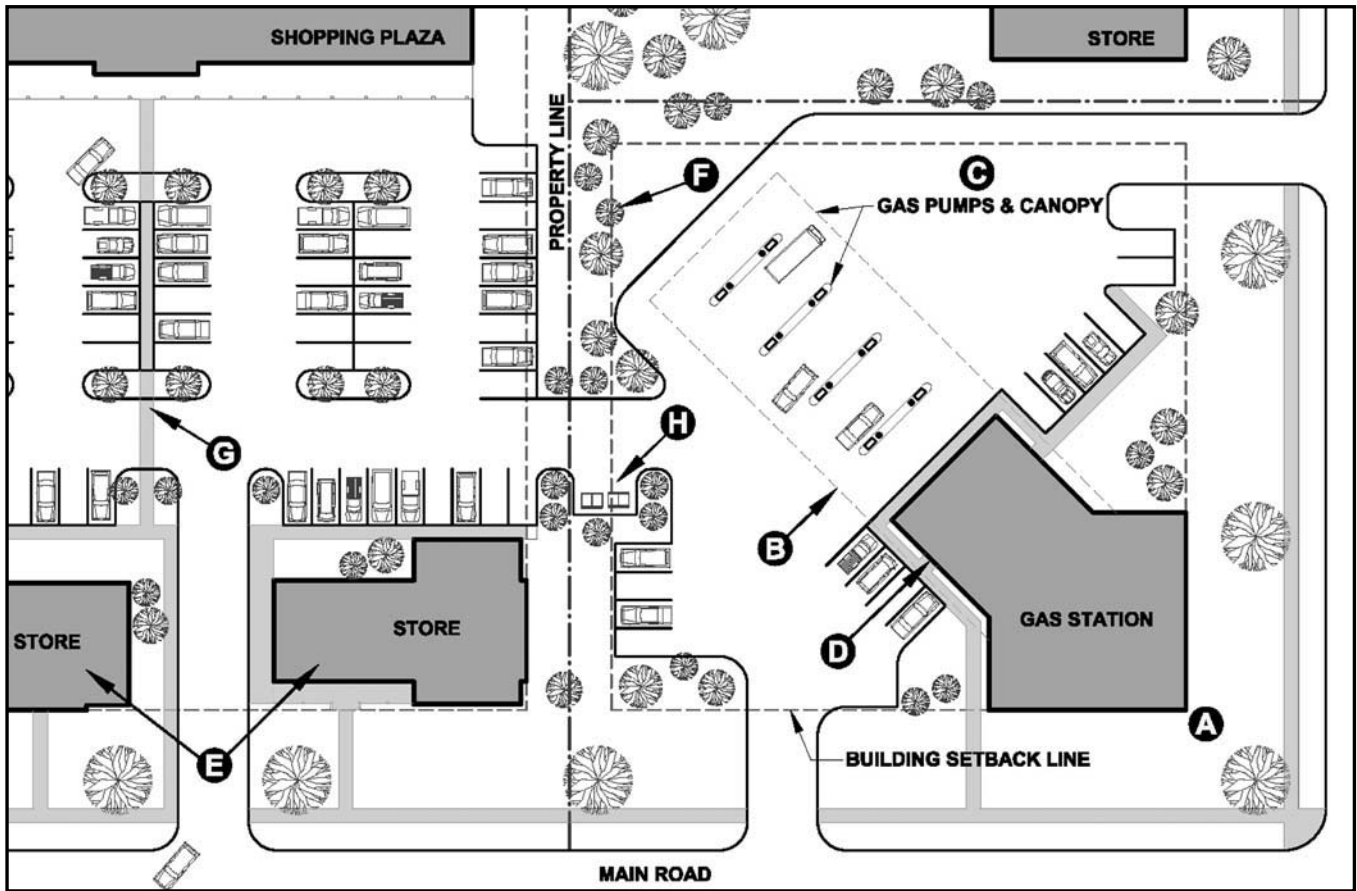 SHOPPING PLAZA
STORE
PROPERTY LINE
F
C
GAS PUMPS & CANOPY
G
H
B
STORE
STORE
D
GAS STATION
E
A
BUILDING SETBACK LINE
MAIN ROAD